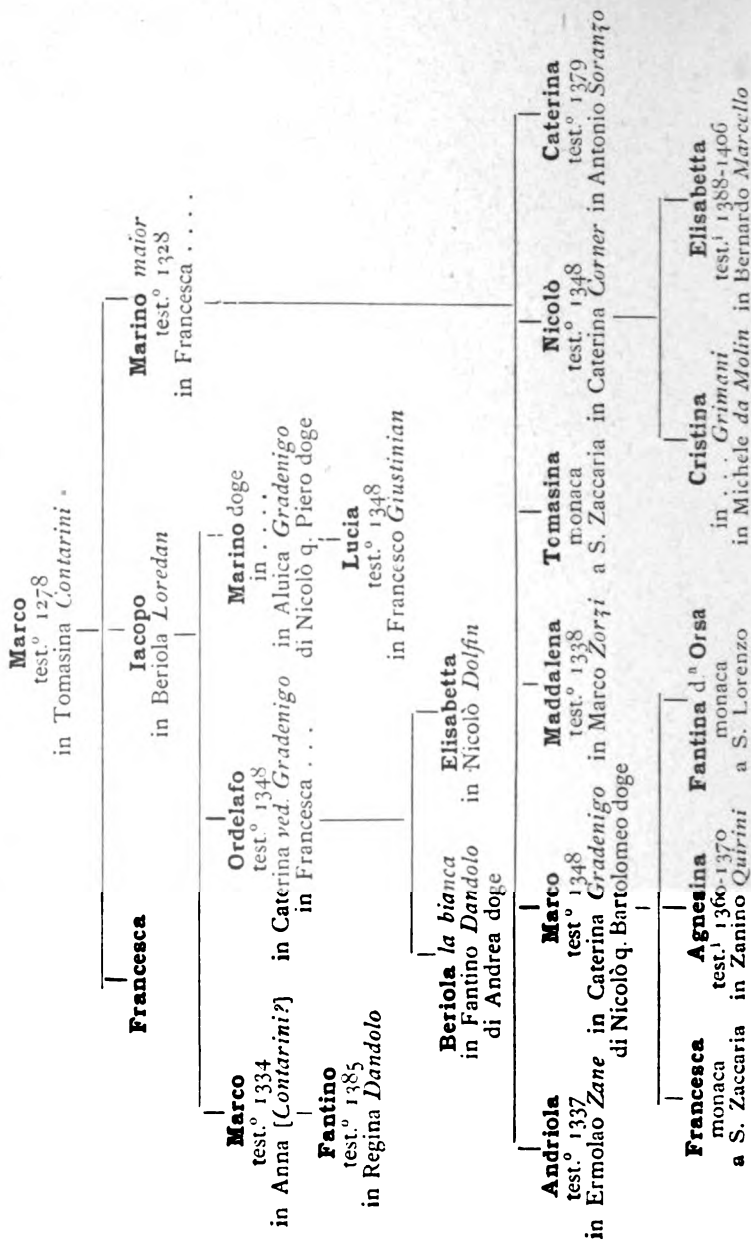 Marco
test.º 1278
in Tomasina Contarini
Francesca
Iacopo
in Beriola Loredan
Marino maior
test.º 1328
in Francesca . . . .
Marco
test.º 1334
in Anna [Contarini?]
Ordelafo
test.º 1348
in Caterina ved. Gradenigo
in Francesca . . .
Marino doge
in . . . . .
in Aluica Gradenigo
di Nicolò q. Piero doge
Fantino
test.º 1385
in Regina Dandolo
Lucia
test.º 1348
in Francesco Giustinian
Beriola la bianca
in Fantino Dandolo
di Andrea doge
Elisabetta
in Nicolò Dolfin
Andriola
test.º 1337
in Ermolao Zane
Marco
testº 1348
in Caterina Gradenigo
di Nicolò q. Bartolomeo doge
Maddalena
test.º 1338
in Marco Zorzi
Tomasina
monaca
a S. Zaccaria
Nicolò
test.º 1348
in Caterina Corner
Caterina
test.º 1379
in Antonio Soranzo
Francesca
monaca
a S. Zaccaria
Agnesina
test.¹ 1360-1370
in Zanino Quirini
Fantina d.ª Orsa
monaca
a S. Lorenzo
Cristina
in . . . Grimani
in Michele da Molin
Elisabetta
test.¹ 1388-1406
in Bernardo Marcello